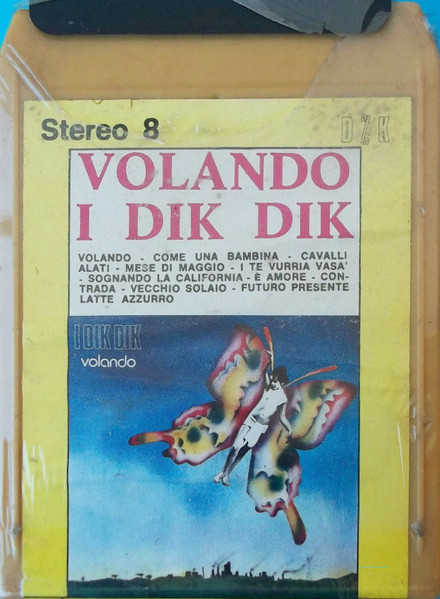 Stereo 8
D K
VOLANDO
I DIK DIK
VOLANDO - COME UNA BAMBINA - CAVALLI
ALATI - MESE DI MAGGIO - I TE VURRIA VASA'
- SOGNANDO LA CALIFORNIA - È AMORE - CON-
TRADA - VECCHIO SOLAIO - FUTURO PRESENTE
LATTE AZZURRO
I DIK DIK
volando